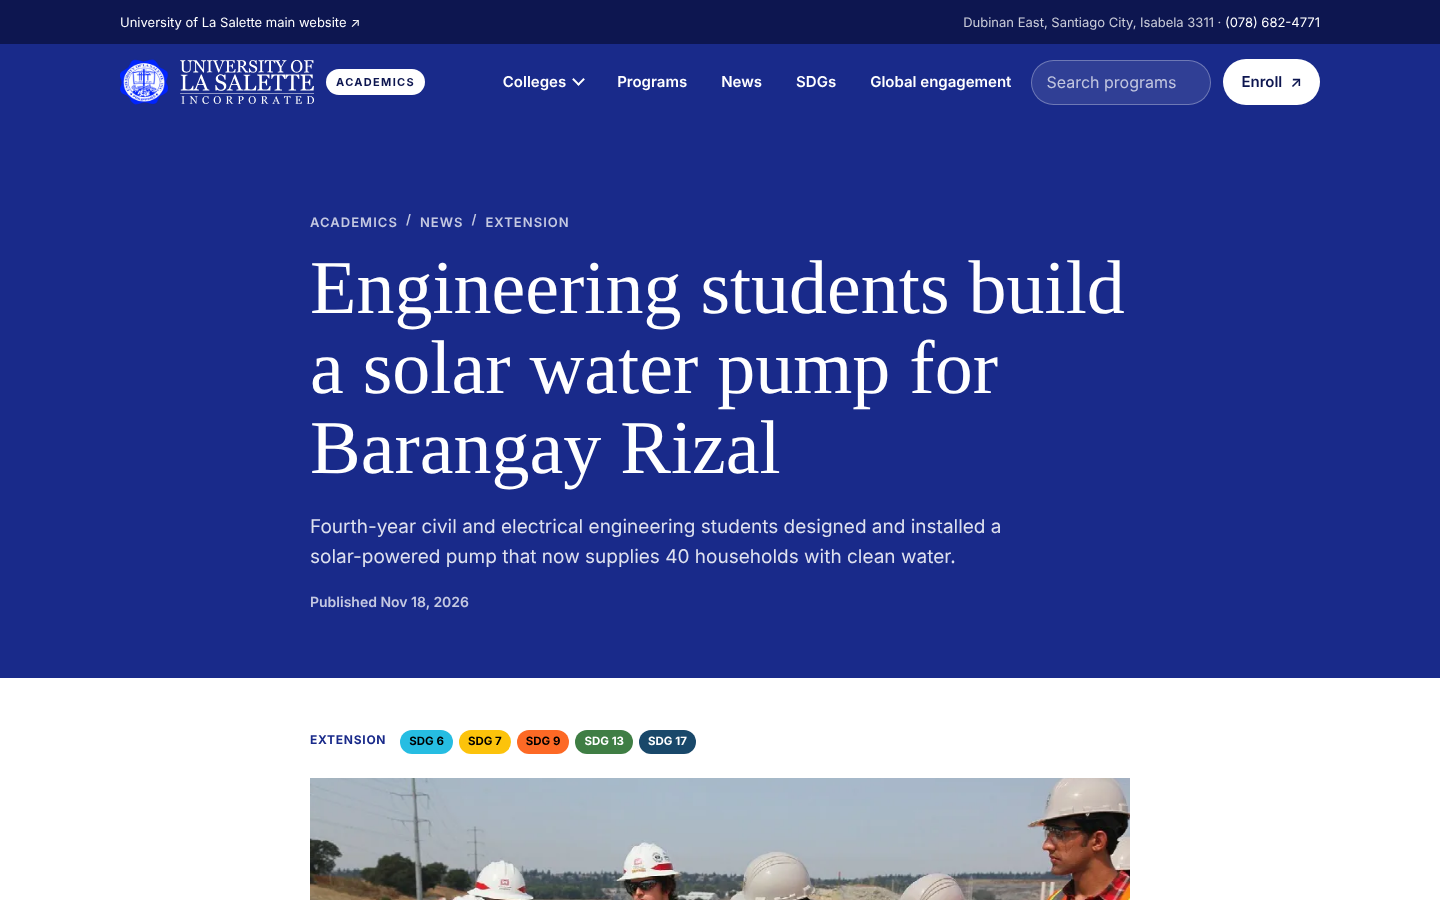 University of La Salette main website ↗
Dubinan East, Santiago City, Isabela 3311 · (078) 682-4771
UNIVERSITY OF
LA SALETTE
INCORPORATED
ACADEMICS
Colleges
Programs
News
SDGs
Global engagement
Search programs
Enroll ↗
ACADEMICS / NEWS / EXTENSION
Engineering students build
a solar water pump for
Barangay Rizal
Fourth-year civil and electrical engineering students designed and installed a
solar-powered pump that now supplies 40 households with clean water.
Published Nov 18, 2026
EXTENSION
SDG 6
SDG 7
SDG 9
SDG 13
SDG 17